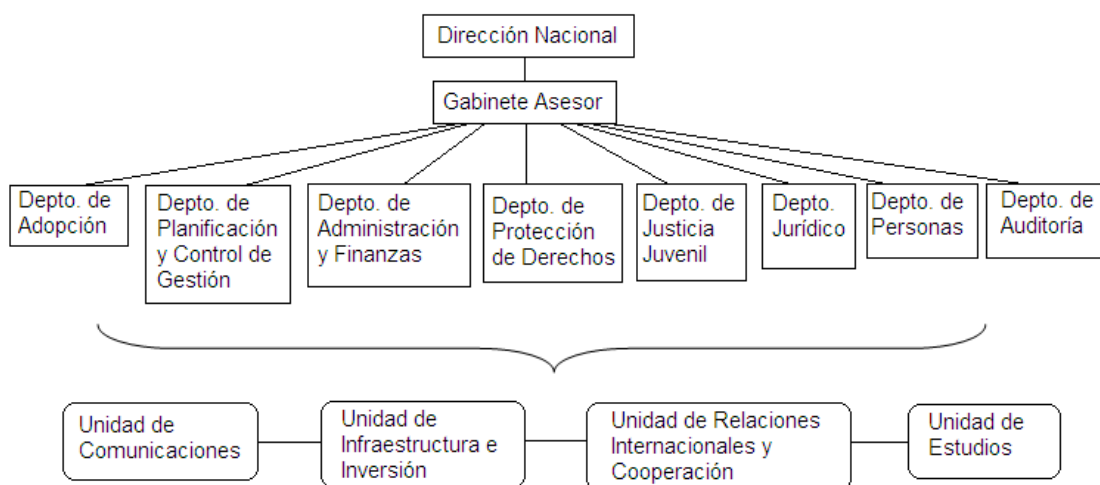 Dirección Nacional
Gabinete Asesor
Depto. de
Adopción
Depto. de
Planificación
y Control de
Gestión
Depto. de
Administración
y Finanzas
Depto. de
Protección
de Derechos
Depto. de
Justicia
Juvenil
Depto.
Jurídico
Depto. de
Personas
Depto. de
Auditoría
Unidad de
Comunicaciones
Unidad de
Infraestructura e
Inversión
Unidad de Relaciones
Internacionales y
Cooperación
Unidad de
Estudios